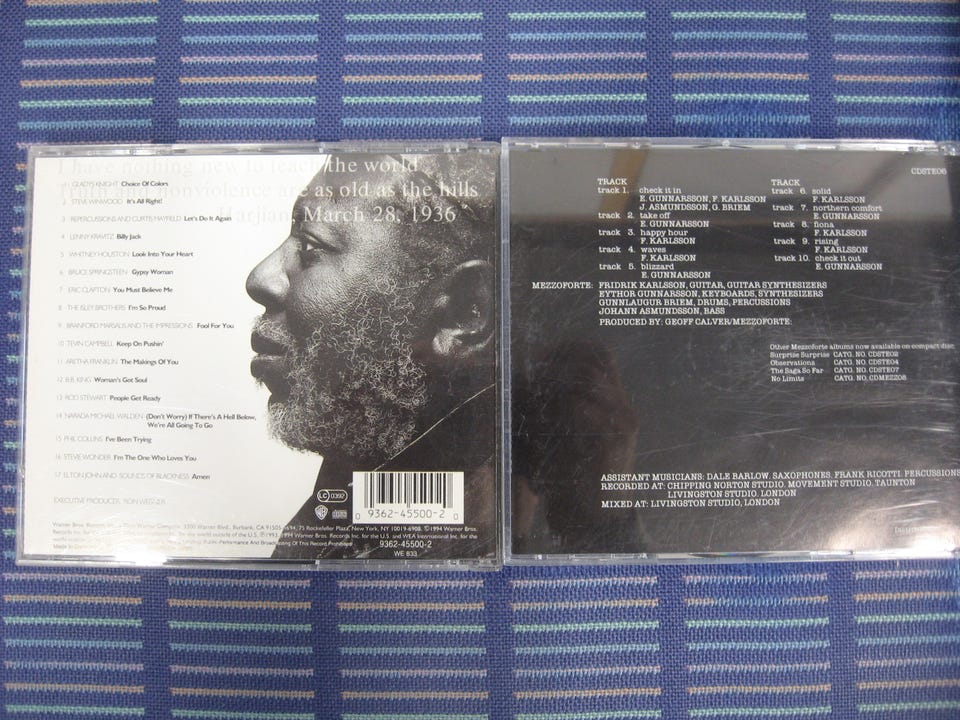 I have nothing new to teach the world
Truth and nonviolence are as old as the hills
Harijan, March 28, 1936
1 GLADYS KNIGHT Choice Of Colors
2 STEVE WINWOOD It's All Right!
3 REPERCUSSIONS AND CURTIS MAYFIELD Let's Do It Again
4 LENNY KRAVITZ Billy Jack
5 WHITNEY HOUSTON Look Into Your Heart
6 BRUCE SPRINGSTEEN Gypsy Woman
7 ERIC CLAPTON You Must Believe Me
8 THE ISLEY BROTHERS I'm So Proud
9 BRANFORD MARSALIS AND THE IMPRESSIONS Fool For You
10 TEVIN CAMPBELL Keep On Pushin'
11 ARETHA FRANKLIN The Makings Of You
12 B.B. KING Woman's Got Soul
13 ROD STEWART People Get Ready
14 NARADA MICHAEL WALDEN (Don't Worry) If There's A Hell Below,
We're All Going To Go
15 PHIL COLLINS I've Been Trying
16 STEVIE WONDER I'm The One Who Loves You
17 ELTON JOHN AND SOUNDS OF BLACKNESS Amen
EXECUTIVE PRODUCER: RON WEISNER
LC 0392
0 9362-45500-2 0
9362-45500-2
WE 833
CDSTE06
TRACK
track 1. check it in
E. GUNNARSSON, F. KARLSSON
J. ASMUNDSSON, G. BRIEM
track 2. take off
E. GUNNARSSON
track 3. happy hour
F. KARLSSON
track 4. waves
F. KARLSSON
track 5. blizzard
E. GUNNARSSON
TRACK
track 6. solid
F. KARLSSON
track 7. northern comfort
E. GUNNARSSON
track 8. fiona
F. KARLSSON
track 9. rising
F. KARLSSON
track 10. check it out
E. GUNNARSSON
MEZZOFORTE: FRIDRIK KARLSSON, GUITAR, GUITAR SYNTHESIZERS
EYTHOR GUNNARSSON, KEYBOARDS, SYNTHESIZERS
GUNNLAUGUR BRIEM, DRUMS, PERCUSSIONS
JOHANN ASMUNDSSON, BASS
PRODUCED BY: GEOFF CALVER/MEZZOFORTE:
Other Mezzoforte albums now available on compact disc
Surprise Surprise CATG. NO. CDSTE02
Observations CATG. NO. CDSTE04
The Saga So Far CATG. NO. CDSTE07
No Limits CATG. NO. CDMEZZ08
ASSISTANT MUSICIANS: DALE BARLOW. SAXOPHONES, FRANK RICOTTI, PERCUSSIONS
RECORDED AT: CHIPPING NORTON STUDIO. MOVEMENT STUDIO, TAUNTON
LIVINGSTON STUDIO. LONDON
MIXED AT: LIVINGSTON STUDIO, LONDON